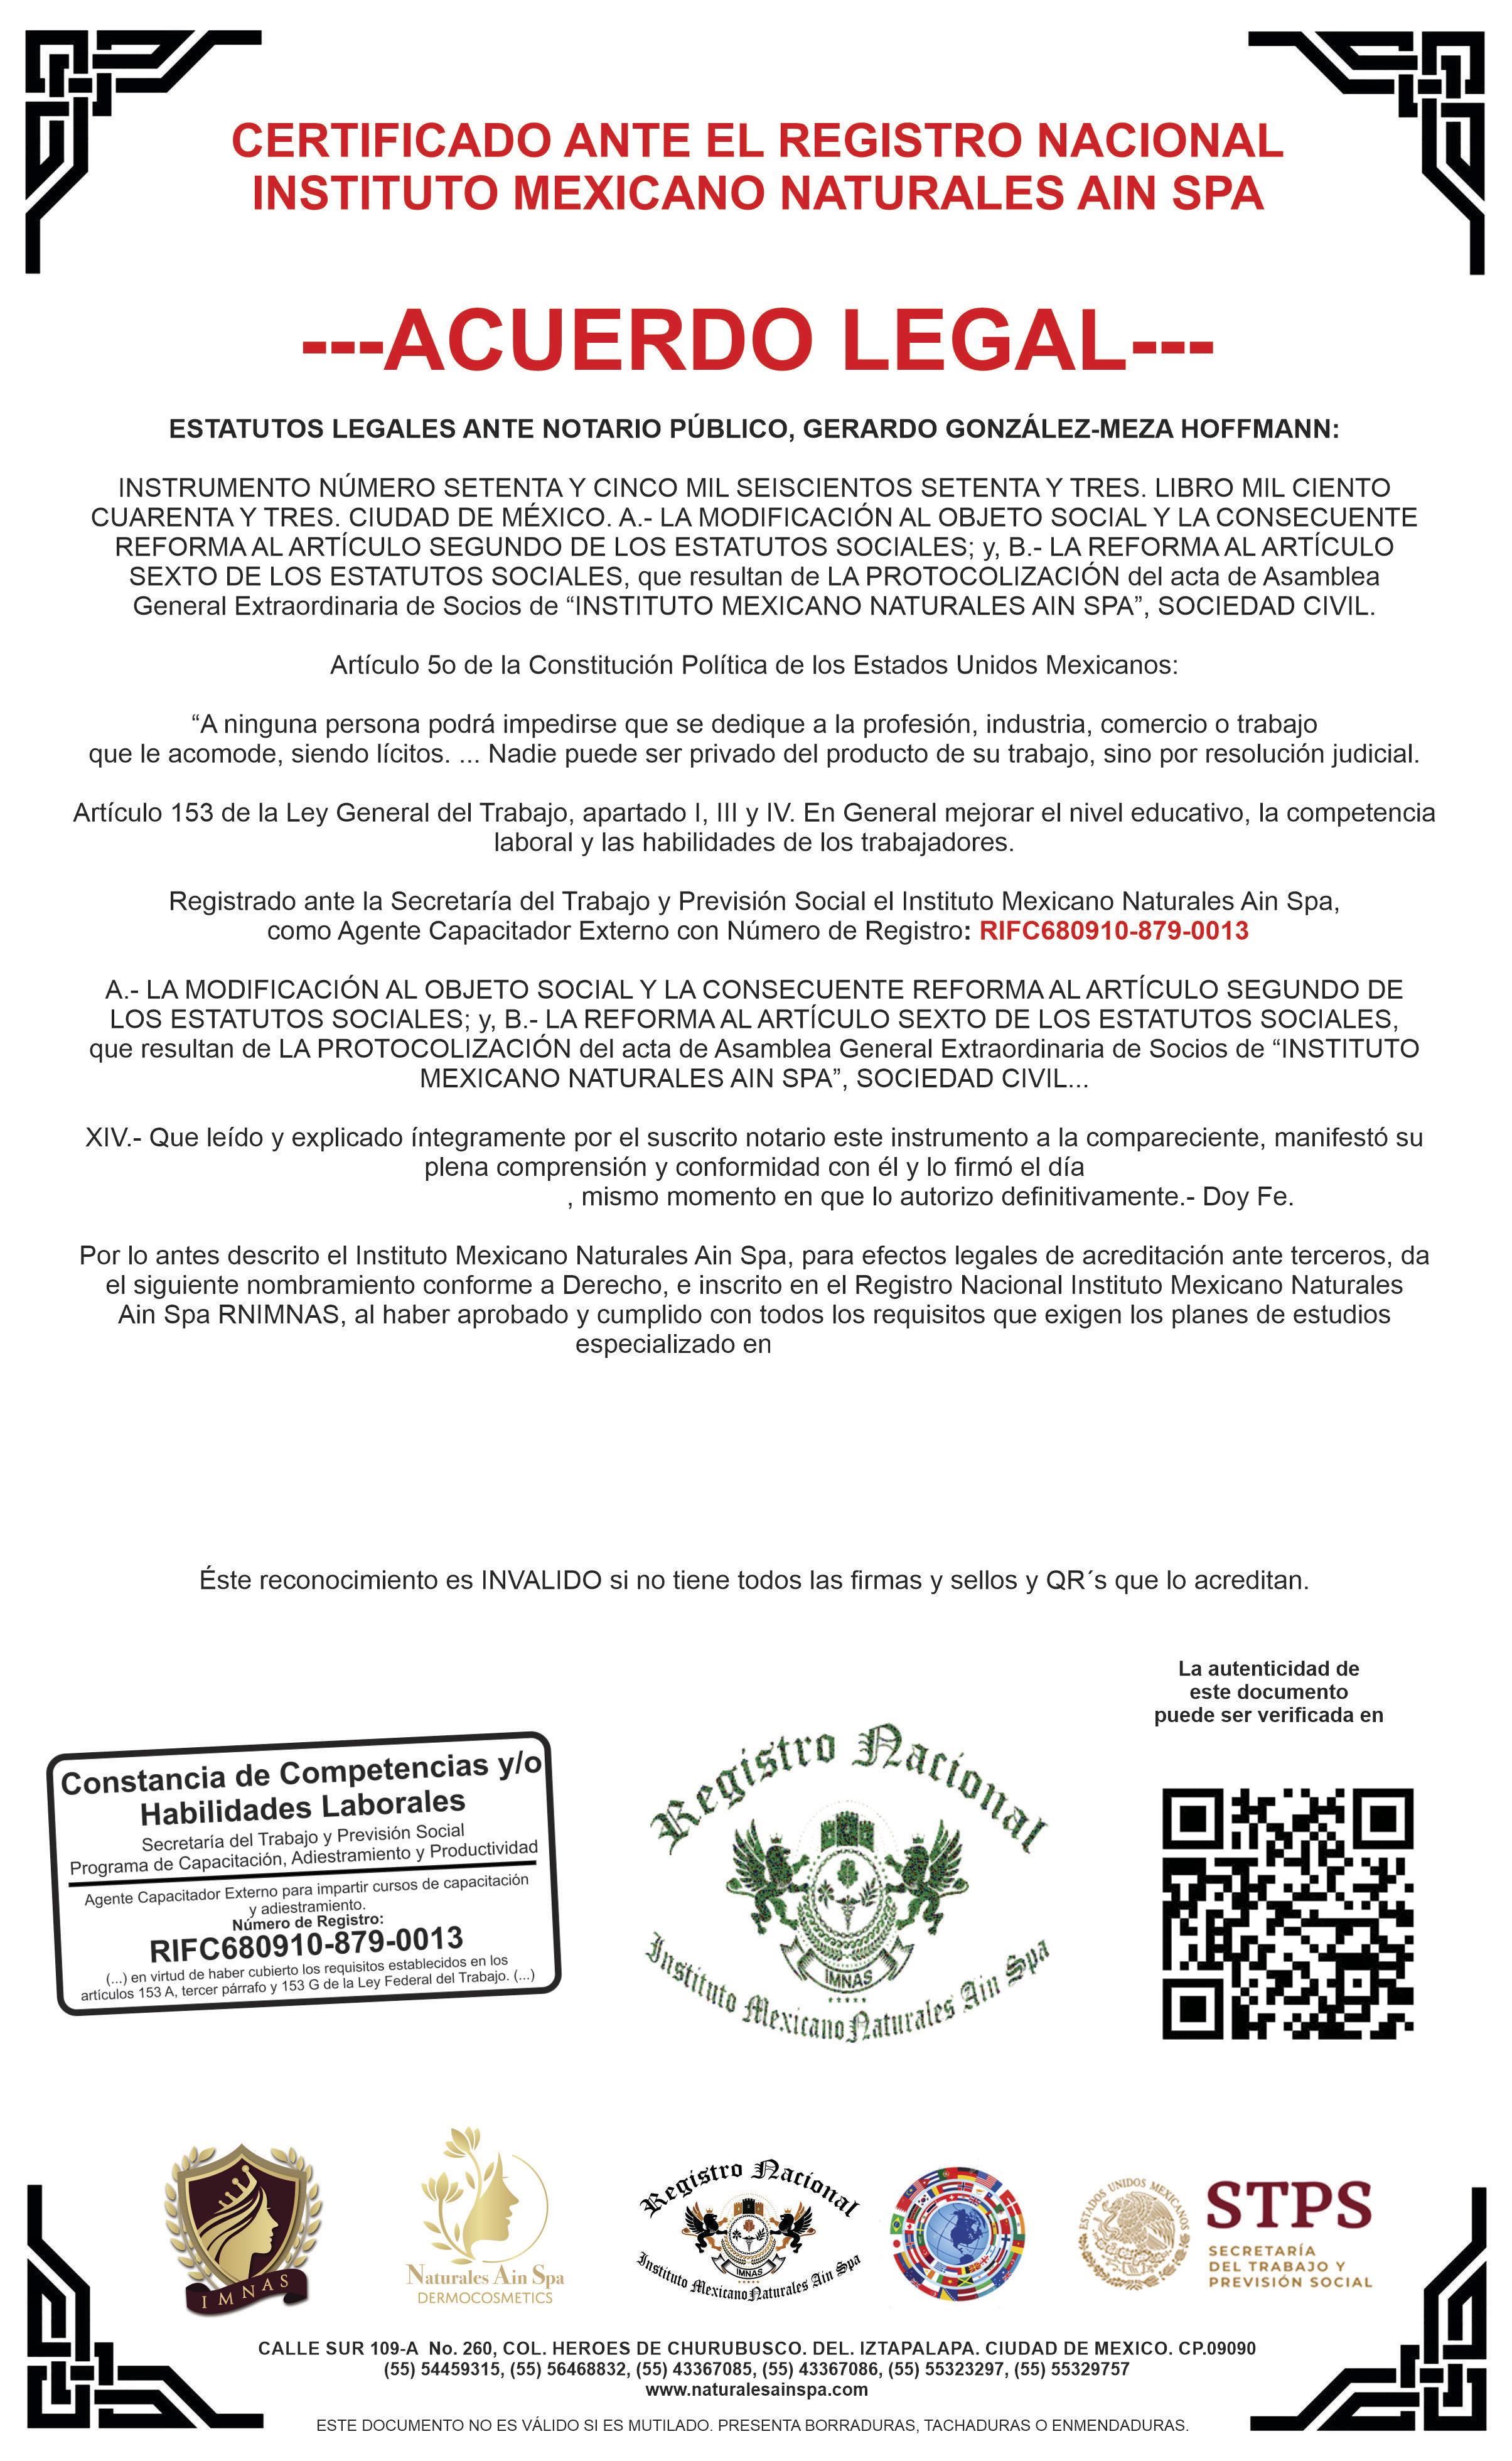 CERTIFICADO ANTE EL REGISTRO NACIONAL
INSTITUTO MEXICANO NATURALES AIN SPA
---ACUERDO LEGAL---
ESTATUTOS LEGALES ANTE NOTARIO PÚBLICO, GERARDO GONZÁLEZ-MEZA HOFFMANN:
INSTRUMENTO NÚMERO SETENTA Y CINCO MIL SEISCIENTOS SETENTA Y TRES. LIBRO MIL CIENTO
CUARENTA Y TRES. CIUDAD DE MÉXICO. A.- LA MODIFICACIÓN AL OBJETO SOCIAL Y LA CONSECUENTE
REFORMA AL ARTÍCULO SEGUNDO DE LOS ESTATUTOS SOCIALES; y, B.- LA REFORMA AL ARTÍCULO
SEXTO DE LOS ESTATUTOS SOCIALES, que resultan de LA PROTOCOLIZACIÓN del acta de Asamblea
General Extraordinaria de Socios de “INSTITUTO MEXICANO NATURALES AIN SPA”, SOCIEDAD CIVIL.
Artículo 5o de la Constitución Política de los Estados Unidos Mexicanos:
“A ninguna persona podrá impedirse que se dedique a la profesión, industria, comercio o trabajo
que le acomode, siendo lícitos. ... Nadie puede ser privado del producto de su trabajo, sino por resolución judicial.
Artículo 153 de la Ley General del Trabajo, apartado I, III y IV. En General mejorar el nivel educativo, la competencia
laboral y las habilidades de los trabajadores.
Registrado ante la Secretaría del Trabajo y Previsión Social el Instituto Mexicano Naturales Ain Spa,
como Agente Capacitador Externo con Número de Registro: RIFC680910-879-0013
A.- LA MODIFICACIÓN AL OBJETO SOCIAL Y LA CONSECUENTE REFORMA AL ARTÍCULO SEGUNDO DE
LOS ESTATUTOS SOCIALES; y, B.- LA REFORMA AL ARTÍCULO SEXTO DE LOS ESTATUTOS SOCIALES,
que resultan de LA PROTOCOLIZACIÓN del acta de Asamblea General Extraordinaria de Socios de “INSTITUTO
MEXICANO NATURALES AIN SPA”, SOCIEDAD CIVIL...
XIV.- Que leído y explicado íntegramente por el suscrito notario este instrumento a la compareciente, manifestó su
plena comprensión y conformidad con él y lo firmó el día
, mismo momento en que lo autorizo definitivamente.- Doy Fe.
Por lo antes descrito el Instituto Mexicano Naturales Ain Spa, para efectos legales de acreditación ante terceros, da
el siguiente nombramiento conforme a Derecho, e inscrito en el Registro Nacional Instituto Mexicano Naturales
Ain Spa RNIMNAS, al haber aprobado y cumplido con todos los requisitos que exigen los planes de estudios
especializado en
Éste reconocimiento es INVALIDO si no tiene todos las firmas y sellos y QR´s que lo acreditan.
La autenticidad de
este documento
puede ser verificada en
Constancia de Competencias y/o
Habilidades Laborales
Secretaría del Trabajo y Previsión Social
Programa de Capacitación, Adiestramiento y Productividad
Agente Capacitador Externo para impartir cursos de capacitación
y adiestramiento.
Número de Registro:
RIFC680910-879-0013
(...) en virtud de haber cubierto los requisitos establecidos en los
artículos 153 A, tercer párrafo y 153 G de la Ley Federal del Trabajo. (...)
Registro Nacional
IMNAS
Instituto Mexicano Naturales Ain Spa
IMNAS
Naturales Ain Spa
DERMOCOSMETICS
Registro Nacional
IMNAS
Instituto Mexicano Naturales Ain Spa
ESTADOS UNIDOS MEXICANOS
STPS
SECRETARÍA
DEL TRABAJO Y
PREVISIÓN SOCIAL
CALLE SUR 109-A No. 260, COL. HEROES DE CHURUBUSCO. DEL. IZTAPALAPA. CIUDAD DE MEXICO. CP.09090
(55) 54459315, (55) 56468832, (55) 43367085, (55) 43367086, (55) 55323297, (55) 55329757
www.naturalesainspa.com
ESTE DOCUMENTO NO ES VÁLIDO SI ES MUTILADO. PRESENTA BORRADURAS, TACHADURAS O ENMENDADURAS.